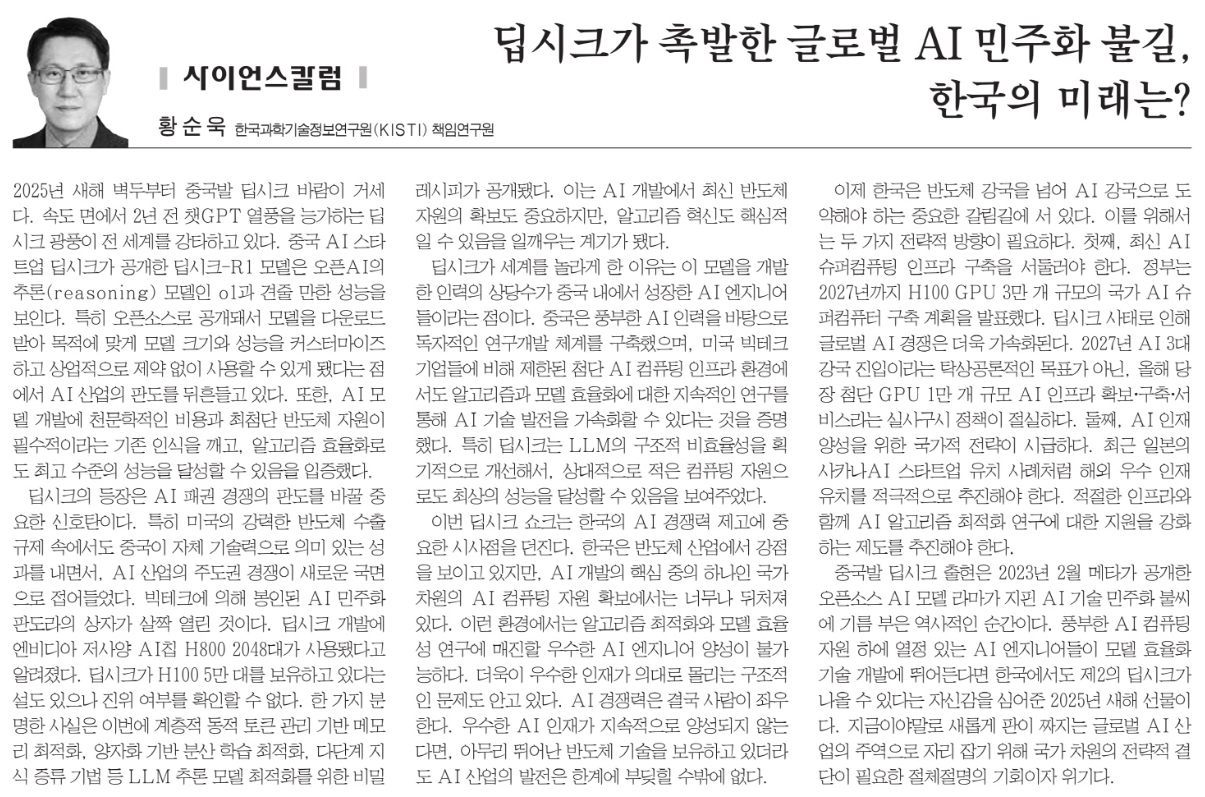 딥시크가 촉발한 글로벌 AI 민주화 불길,
한국의 미래는?
사이언스칼럼
황순욱 한국과학기술정보연구원(KISTI) 책임연구원
2025년 새해 벽두부터 중국발 딥시크 바람이 거세
다. 속도 면에서 2년 전 챗GPT 열풍을 능가하는 딥
시크 광풍이 전 세계를 강타하고 있다. 중국 AI 스타
트업 딥시크가 공개한 딥시크-R1 모델은 오픈AI의
추론(reasoning) 모델인 o1과 견줄 만한 성능을
보인다. 특히 오픈소스로 공개돼서 모델을 다운로드
받아 목적에 맞게 모델 크기와 성능을 커스터마이즈
하고 상업적으로 제약 없이 사용할 수 있게 됐다는 점
에서 AI 산업의 판도를 뒤흔들고 있다. 또한, AI 모
델 개발에 천문학적인 비용과 최첨단 반도체 자원이
필수적이라는 기존 인식을 깨고, 알고리즘 효율화로
도 최고 수준의 성능을 달성할 수 있음을 입증했다.
딥시크의 등장은 AI 패권 경쟁의 판도를 바꿀 중
요한 신호탄이다. 특히 미국의 강력한 반도체 수출
규제 속에서도 중국이 자체 기술력으로 의미 있는 성
과를 내면서, AI 산업의 주도권 경쟁이 새로운 국면
으로 접어들었다. 빅테크에 의해 봉인된 AI 민주화
판도라의 상자가 살짝 열린 것이다. 딥시크 개발에
엔비디아 저사양 AI칩 H800 2048대가 사용됐다고
알려졌다. 딥시크가 H100 5만 대를 보유하고 있다는
설도 있으나 진위 여부를 확인할 수 없다. 한 가지 분
명한 사실은 이번에 계층적 동적 토큰 관리 기반 메모
리 최적화, 양자화 기반 분산 학습 최적화, 다단계 지
식 증류 기법 등 LLM 추론 모델 최적화를 위한 비밀
레시피가 공개됐다. 이는 AI 개발에서 최신 반도체
자원의 확보도 중요하지만, 알고리즘 혁신도 핵심적
일 수 있음을 일깨우는 계기가 됐다.
딥시크가 세계를 놀라게 한 이유는 이 모델을 개발
한 인력의 상당수가 중국 내에서 성장한 AI 엔지니어
들이라는 점이다. 중국은 풍부한 AI 인력을 바탕으로
독자적인 연구개발 체계를 구축했으며, 미국 빅테크
기업들에 비해 제한된 첨단 AI 컴퓨팅 인프라 환경에
서도 알고리즘과 모델 효율화에 대한 지속적인 연구를
통해 AI 기술 발전을 가속화할 수 있다는 것을 증명
했다. 특히 딥시크는 LLM의 구조적 비효율성을 획
기적으로 개선해서, 상대적으로 적은 컴퓨팅 자원으
로도 최상의 성능을 달성할 수 있음을 보여주었다.
이번 딥시크 쇼크는 한국의 AI 경쟁력 제고에 중
요한 시사점을 던진다. 한국은 반도체 산업에서 강점
을 보이고 있지만, AI 개발의 핵심 중의 하나인 국가
차원의 AI 컴퓨팅 자원 확보에서는 너무나 뒤처져
있다. 이런 환경에서는 알고리즘 최적화와 모델 효율
성 연구에 매진할 우수한 AI 엔지니어 양성이 불가
능하다. 더욱이 우수한 인재가 의대로 몰리는 구조적
인 문제도 안고 있다. AI 경쟁력은 결국 사람이 좌우
한다. 우수한 AI 인재가 지속적으로 양성되지 않는
다면, 아무리 뛰어난 반도체 기술을 보유하고 있더라
도 AI 산업의 발전은 한계에 부딪힐 수밖에 없다.
이제 한국은 반도체 강국을 넘어 AI 강국으로 도
약해야 하는 중요한 갈림길에 서 있다. 이를 위해서
는 두 가지 전략적 방향이 필요하다. 첫째, 최신 AI
슈퍼컴퓨팅 인프라 구축을 서둘러야 한다. 정부는
2027년까지 H100 GPU 3만 개 규모의 국가 AI 슈
퍼컴퓨터 구축 계획을 발표했다. 딥시크 사태로 인해
글로벌 AI 경쟁은 더욱 가속화된다. 2027년 AI 3대
강국 진입이라는 탁상공론적인 목표가 아닌, 올해 당
장 첨단 GPU 1만 개 규모 AI 인프라 확보·구축·서
비스라는 실사구시 정책이 절실하다. 둘째, AI 인재
양성을 위한 국가적 전략이 시급하다. 최근 일본의
사카나AI 스타트업 유치 사례처럼 해외 우수 인재
유치를 적극적으로 추진해야 한다. 적절한 인프라와
함께 AI 알고리즘 최적화 연구에 대한 지원을 강화
하는 제도를 추진해야 한다.
중국발 딥시크 출현은 2023년 2월 메타가 공개한
오픈소스 AI 모델 라마가 지핀 AI 기술 민주화 불씨
에 기름 부은 역사적인 순간이다. 풍부한 AI 컴퓨팅
자원 하에 열정 있는 AI 엔지니어들이 모델 효율화
기술 개발에 뛰어든다면 한국에서도 제2의 딥시크가
나올 수 있다는 자신감을 심어준 2025년 새해 선물이
다. 지금이야말로 새롭게 판이 짜지는 글로벌 AI 산
업의 주역으로 자리 잡기 위해 국가 차원의 전략적 결
단이 필요한 절체절명의 기회이자 위기다.